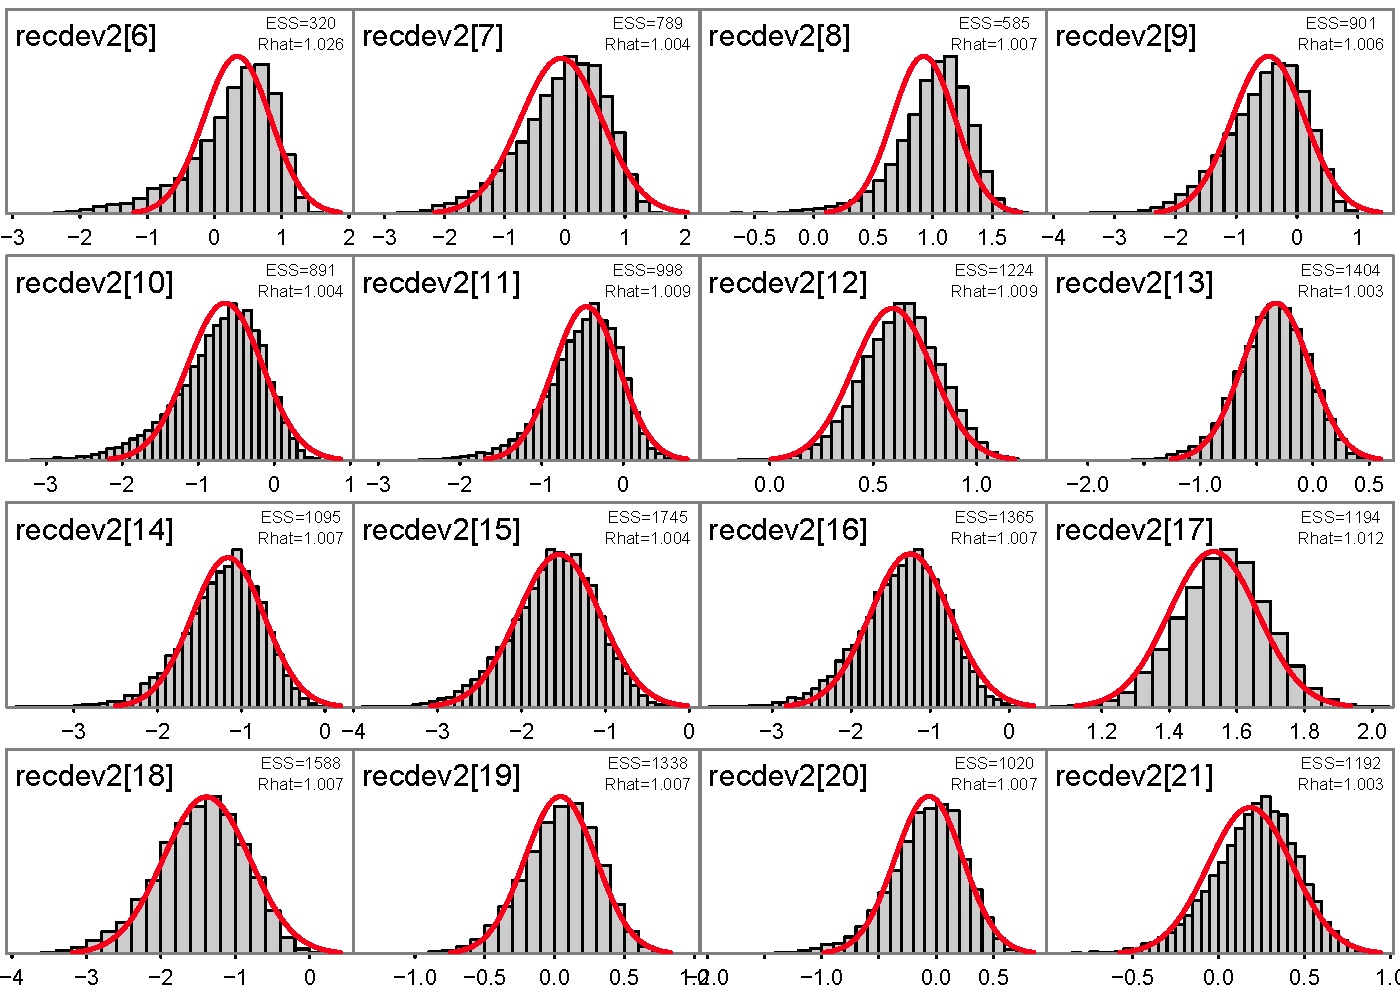 recdev2[6] ESS=320 Rhat=1.026
recdev2[7] ESS=789 Rhat=1.004
recdev2[8] ESS=585 Rhat=1.007
recdev2[9] ESS=901 Rhat=1.006
−3 −2 −1 0 1 2
−3 −2 −1 0 1 2
−0.5 0.0 0.5 1.0 1.5
−4 −3 −2 −1 0 1
recdev2[10] ESS=891 Rhat=1.004
recdev2[11] ESS=998 Rhat=1.009
recdev2[12] ESS=1224 Rhat=1.009
recdev2[13] ESS=1404 Rhat=1.003
−3 −2 −1 0 1
−3 −2 −1 0
0.0 0.5 1.0
−2.0 −1.0 0.0 0.5
recdev2[14] ESS=1095 Rhat=1.007
recdev2[15] ESS=1745 Rhat=1.004
recdev2[16] ESS=1365 Rhat=1.007
recdev2[17] ESS=1194 Rhat=1.012
−3 −2 −1 0
−4 −3 −2 −1 0
−3 −2 −1 0
1.2 1.4 1.6 1.8 2.0
recdev2[18] ESS=1588 Rhat=1.007
recdev2[19] ESS=1338 Rhat=1.007
recdev2[20] ESS=1020 Rhat=1.007
recdev2[21] ESS=1192 Rhat=1.003
−4 −3 −2 −1 0
−1.0 −0.5 0.0 0.5 1.0
−2.0 −1.0 0.0 0.5
−0.5 0.0 0.5 1.0